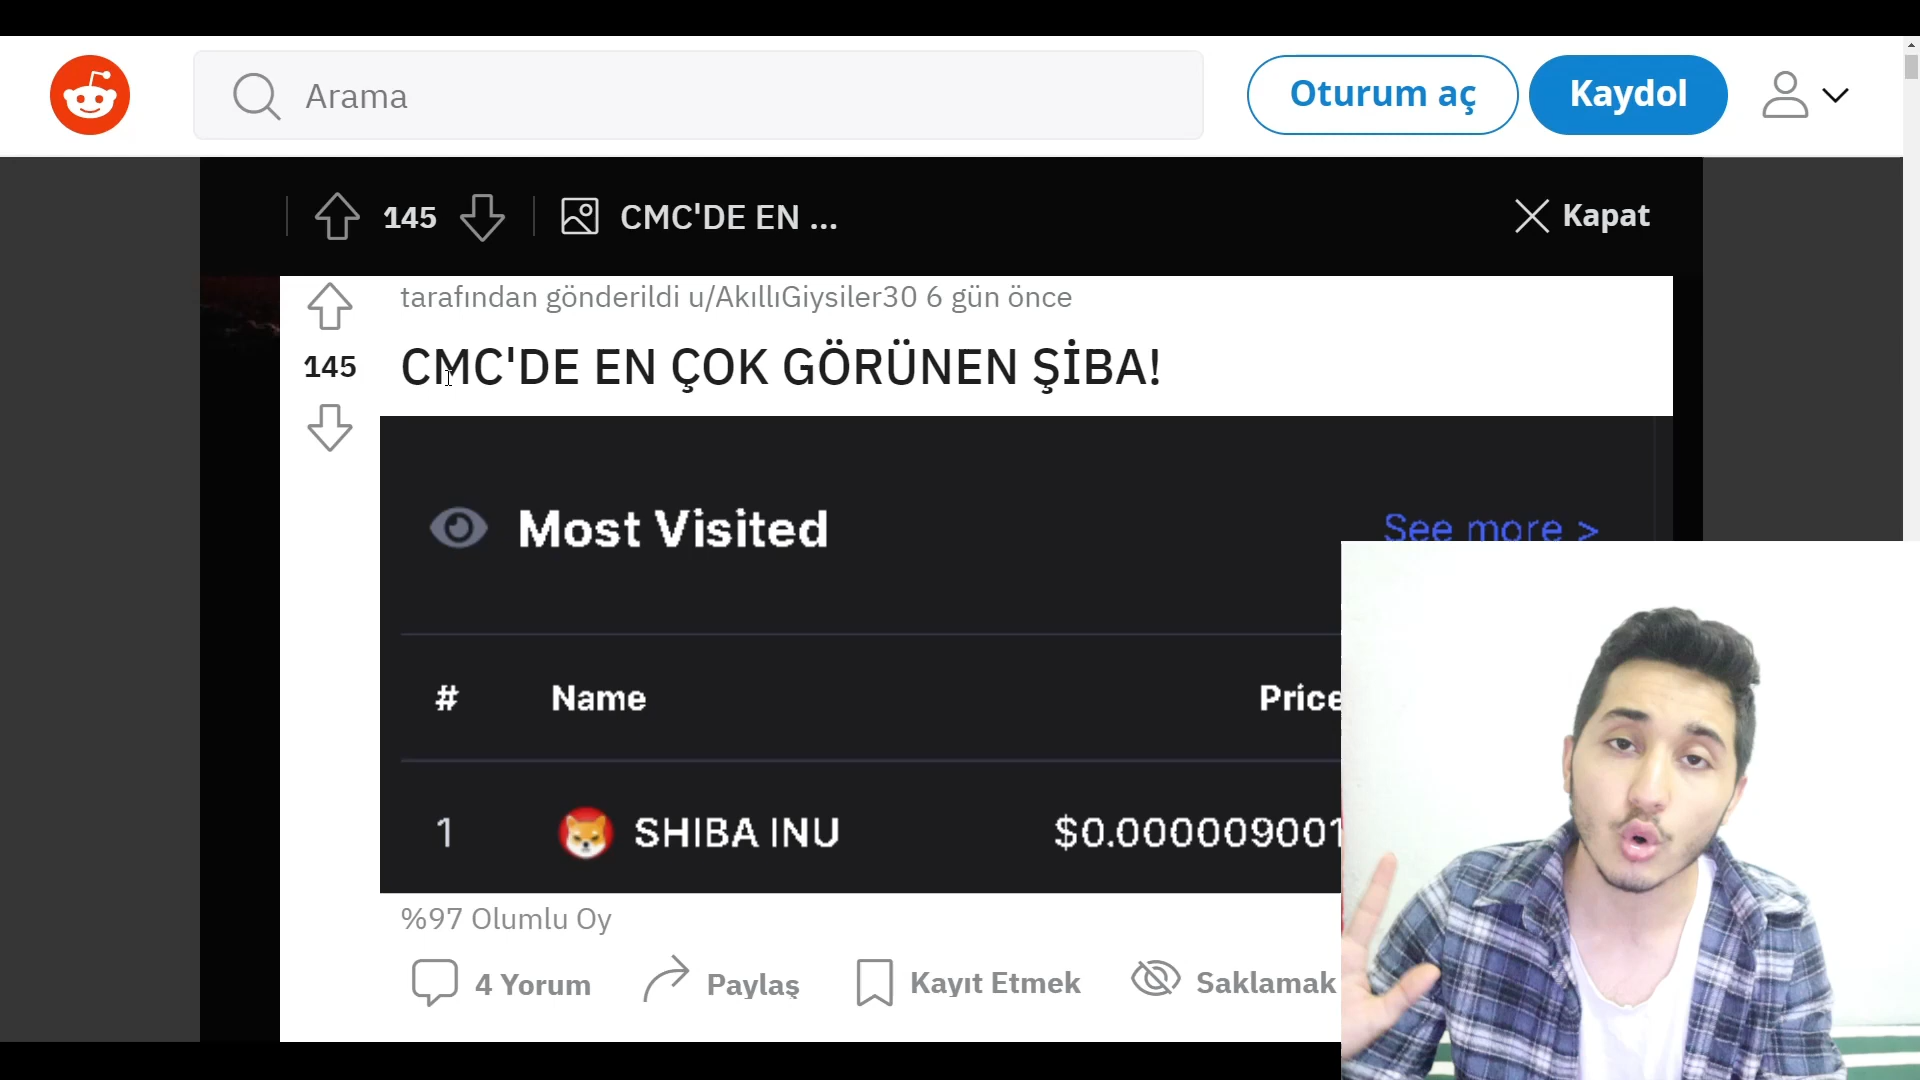 Arama
Oturum aç
Kaydol
145
CMC'DE EN ...
Kapat
tarafından gönderildi u/AkıllıGiysiler30 6 gün önce
145
CMC'DE EN ÇOK GÖRÜNEN ŞİBA!
Most Visited
See more >
# Name Price
1 SHIBA INU $0.000009001
%97 Olumlu Oy
4 Yorum
Paylaş
Kayıt Etmek
Saklamak